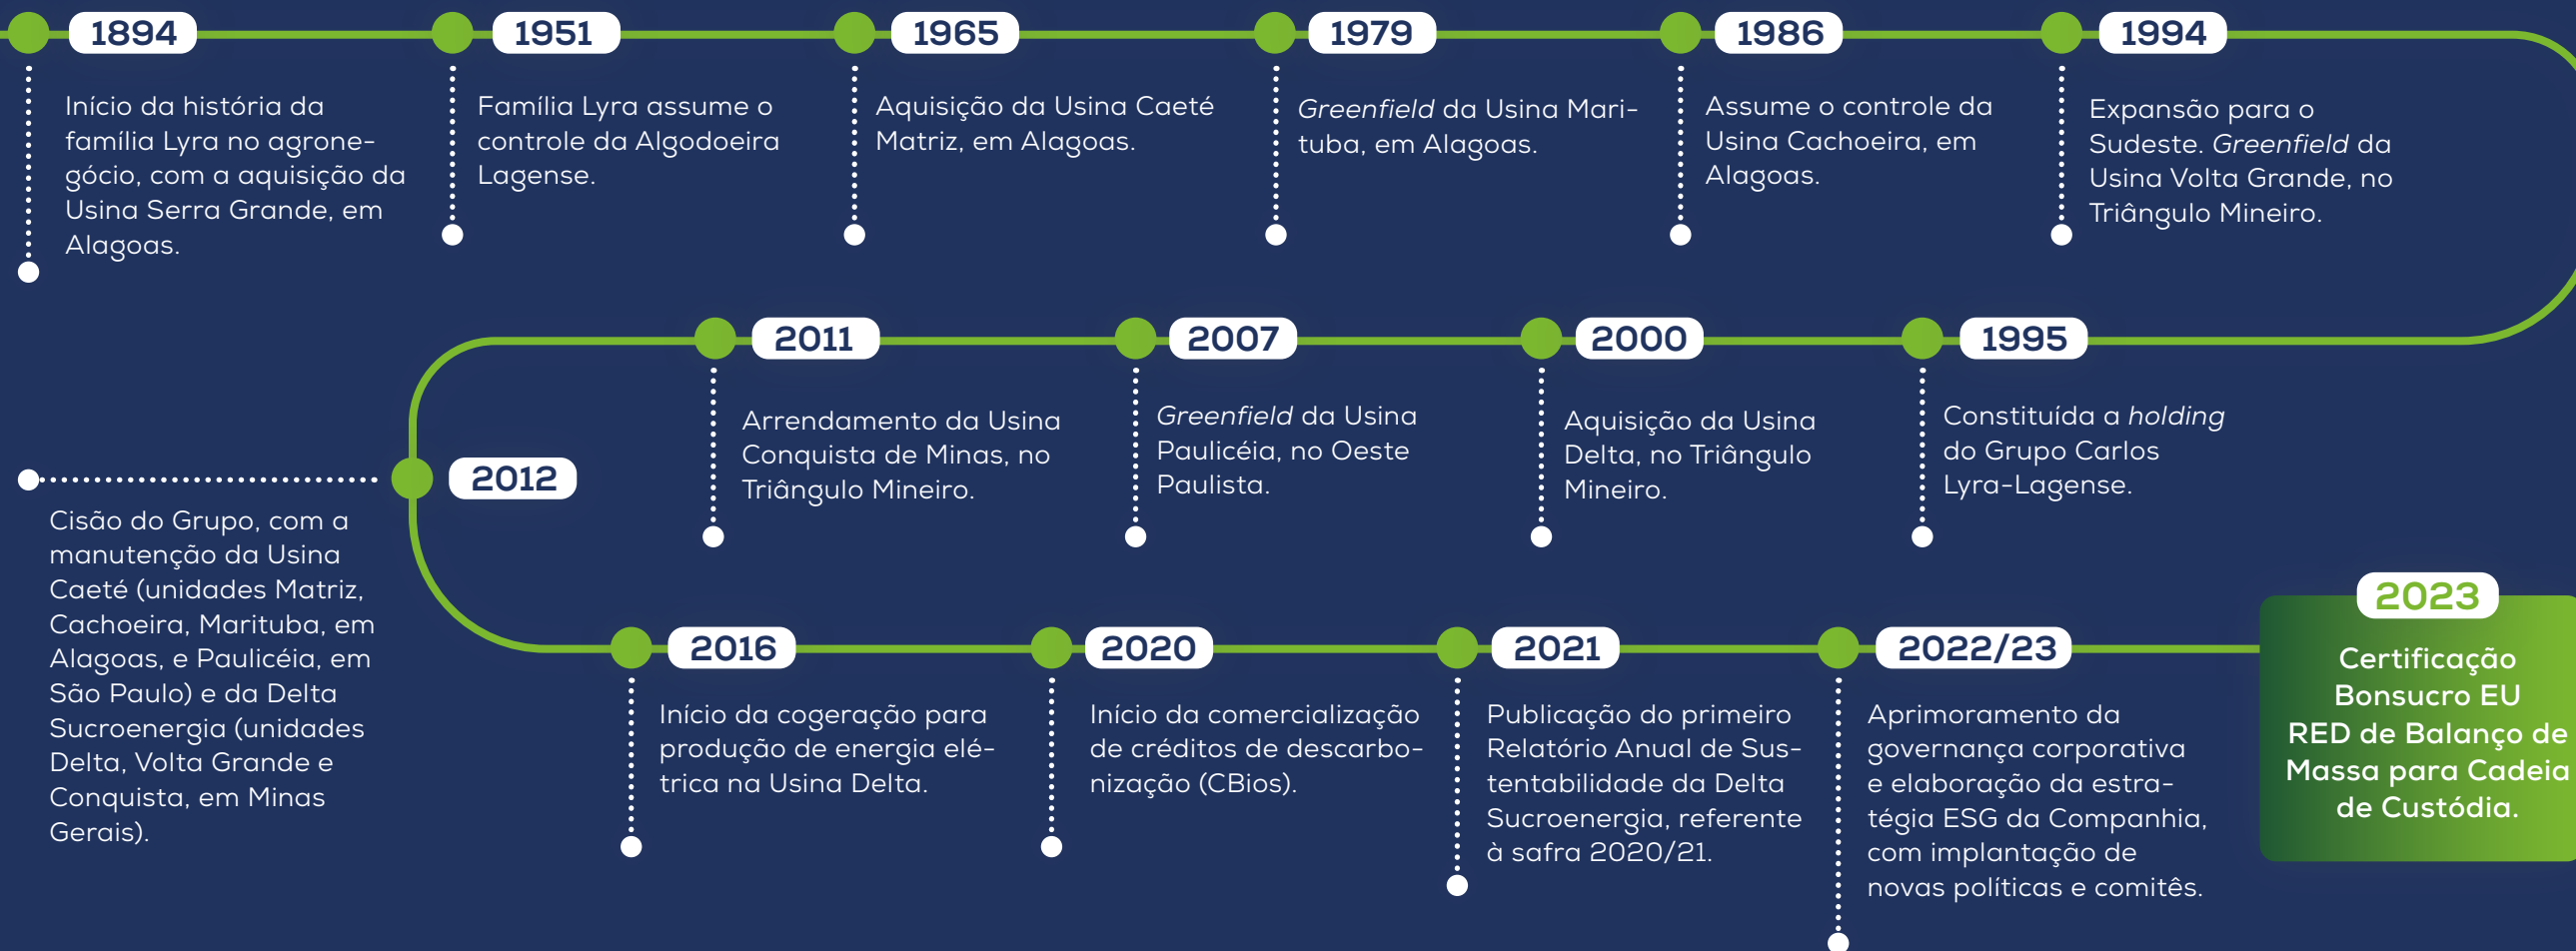 1894
Início da história da
família Lyra no agrone-
gócio, com a aquisição da
Usina Serra Grande, em
Alagoas.
1951
Família Lyra assume o
controle da Algodoeira
Lagense.
1965
Aquisição da Usina Caeté
Matriz, em Alagoas.
1979
Greenfield da Usina Mari-
tuba, em Alagoas.
1986
Assume o controle da
Usina Cachoeira, em
Alagoas.
1994
Expansão para o
Sudeste. Greenfield da
Usina Volta Grande, no
Triângulo Mineiro.
1995
Constituída a holding
do Grupo Carlos
Lyra-Lagense.
2000
Aquisição da Usina
Delta, no Triângulo
Mineiro.
2007
Greenfield da Usina
Paulicéia, no Oeste
Paulista.
2011
Arrendamento da Usina
Conquista de Minas, no
Triângulo Mineiro.
2012
Cisão do Grupo, com a
manutenção da Usina
Caeté (unidades Matriz,
Cachoeira, Marituba, em
Alagoas, e Paulicéia, em
São Paulo) e da Delta
Sucroenergia (unidades
Delta, Volta Grande e
Conquista, em Minas
Gerais).
2016
Início da cogeração para
produção de energia elé-
trica na Usina Delta.
2020
Início da comercialização
de créditos de descarbo-
nização (CBios).
2021
Publicação do primeiro
Relatório Anual de Sus-
tentabilidade da Delta
Sucroenergia, referente
à safra 2020/21.
2022/23
Aprimoramento da
governança corporativa
e elaboração da estra-
tégia ESG da Companhia,
com implantação de
novas políticas e comitês.
2023
Certificação
Bonsucro EU
RED de Balanço de
Massa para Cadeia
de Custódia.